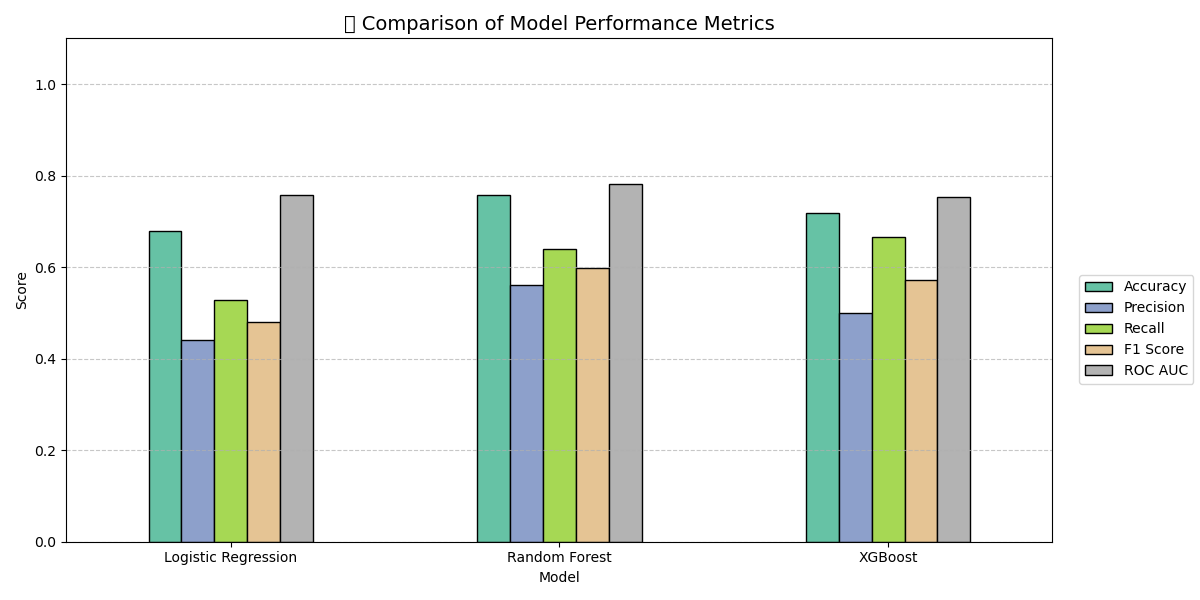 Comparison of Model Performance Metrics
1.0
0.8
0.6
0.4
0.2
0.0
Score
Logistic Regression
Random Forest
XGBoost
Model
Accuracy
Precision
Recall
F1 Score
ROC AUC